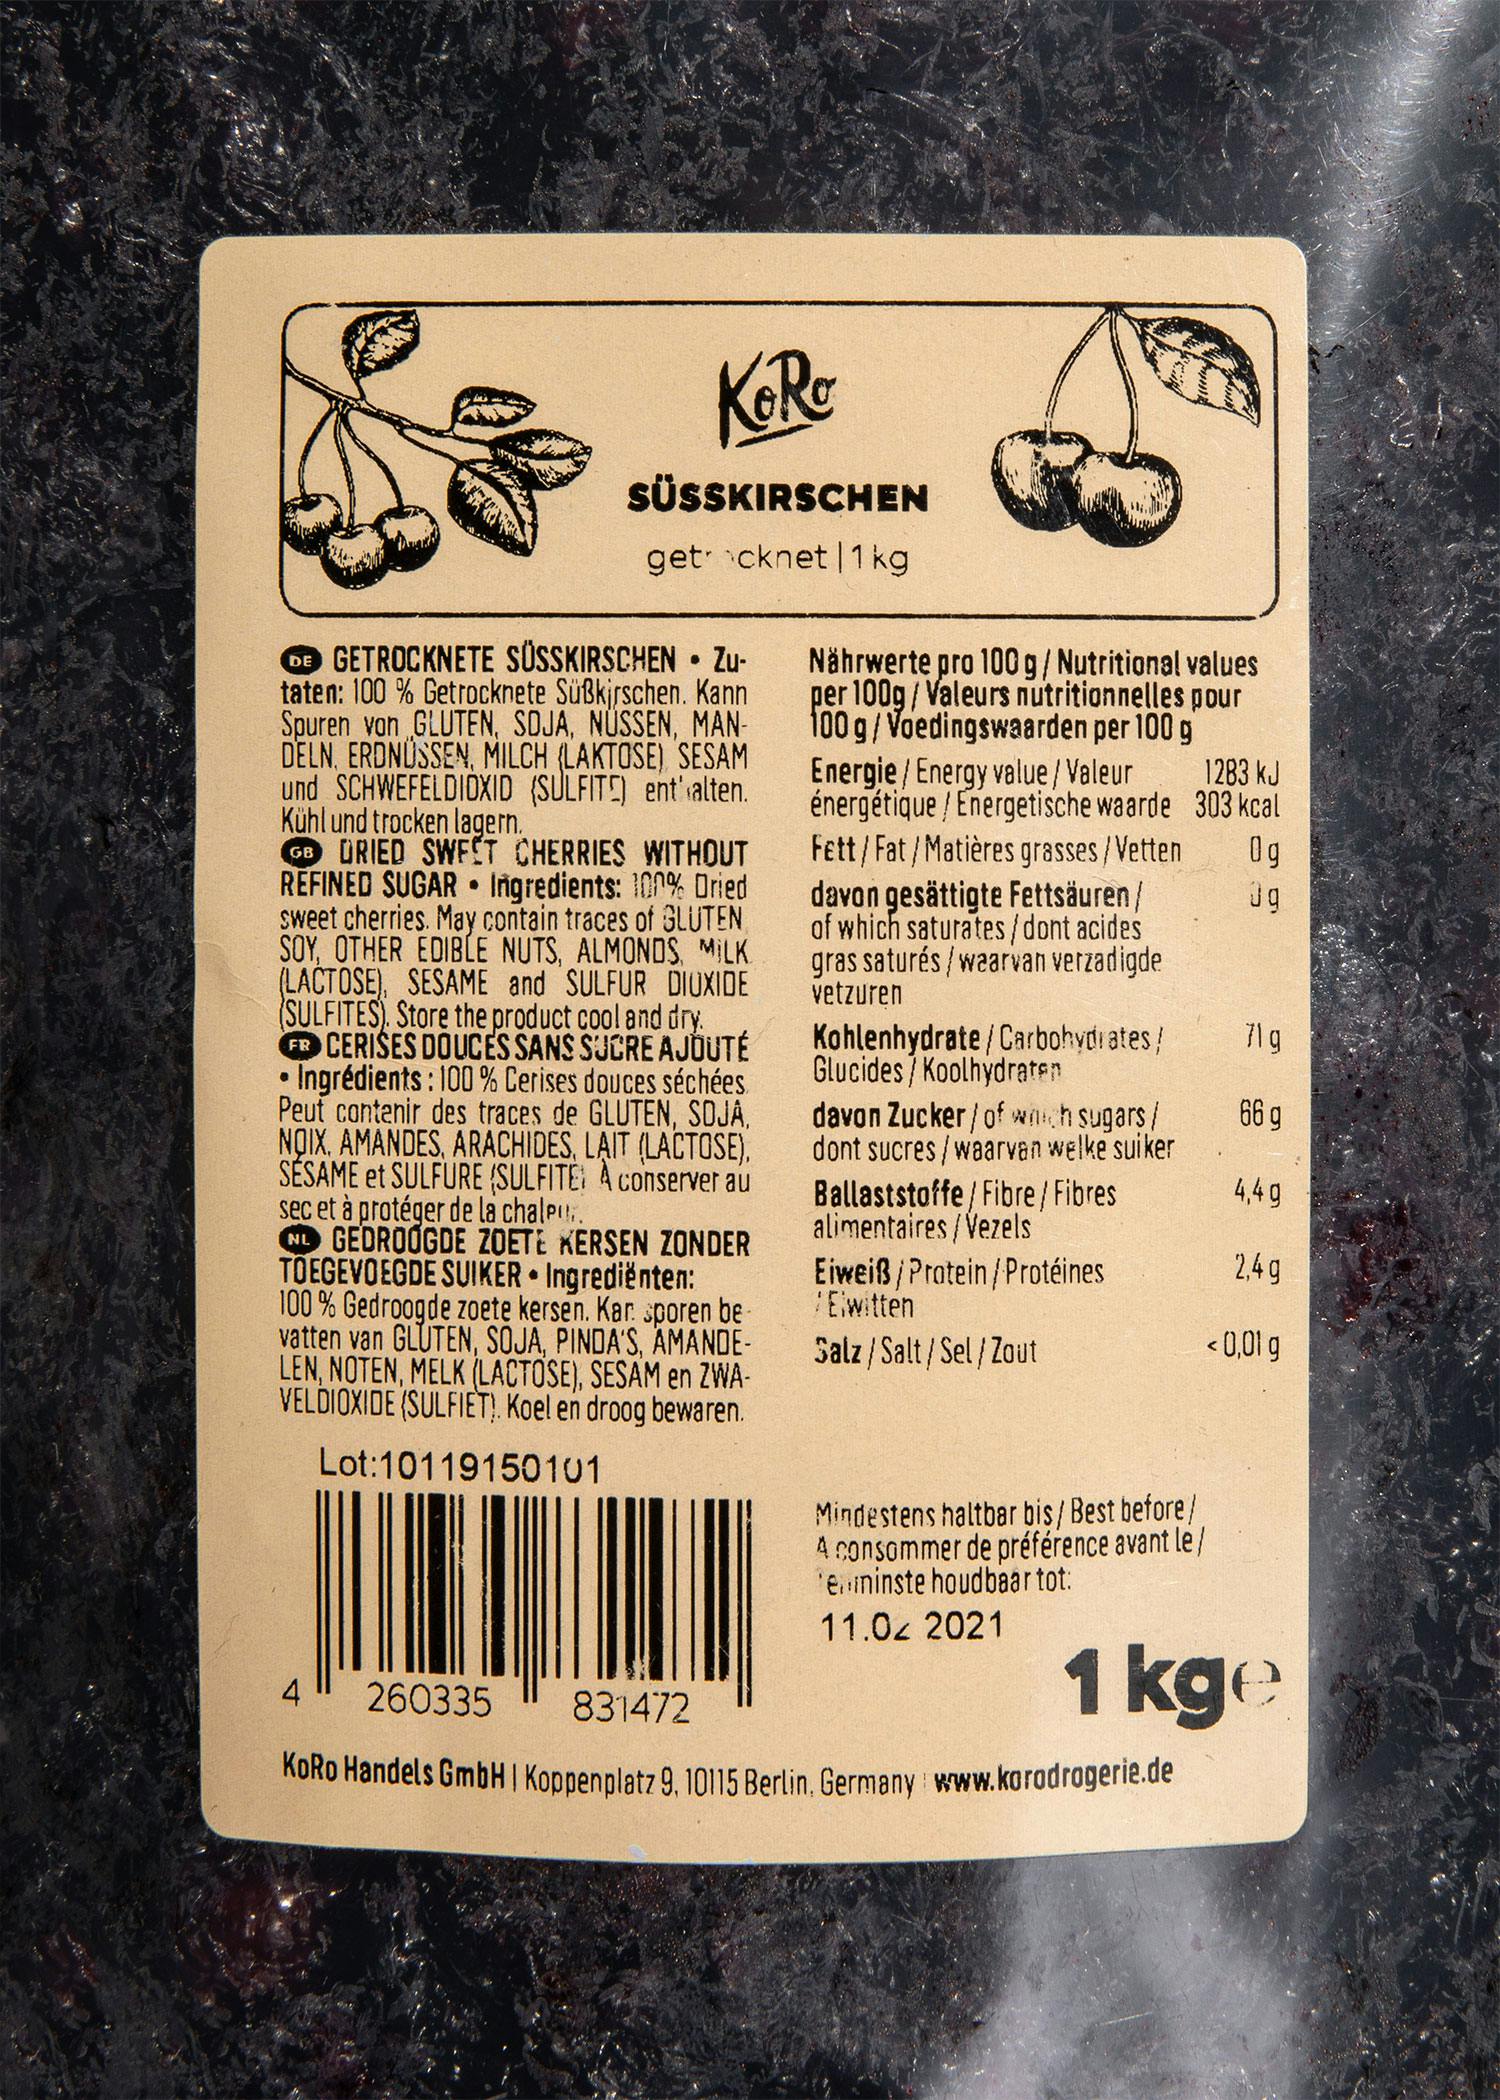 KoRo
SÜSSKIRSCHEN
getrocknet | 1 kg
DE GETROCKNETE SÜSSKIRSCHEN • Zu-
taten: 100 % Getrocknete Süßkirschen. Kann
Spuren von GLUTEN, SOJA, NÜSSEN, MAN-
DELN, ERDNÜSSEN, MILCH (LAKTOSE) SESAM
und SCHWEFELDIOXID (SULFITE) enthalten.
Kühl und trocken lagern.
GB DRIED SWEET CHERRIES WITHOUT
REFINED SUGAR • Ingredients: 100% Dried
sweet cherries. May contain traces of GLUTEN
SOY, OTHER EDIBLE NUTS, ALMONDS, MILK
(LACTOSE), SESAME and SULFUR DIOXIDE
(SULFITES). Store the product cool and dry.
FR CERISES DOUCES SANS SUCRE AJOUTÉ
• Ingrédients : 100 % Cerises douces séchées.
Peut contenir des traces de GLUTEN, SOJA,
NOIX, AMANDES, ARACHIDES, LAIT (LACTOSE),
SÉSAME et SULFURE (SULFITE) À conserver au
sec et à protéger de la chaleur.
NL GEDROOGDE ZOETE KERSEN ZONDER
TOEGEVOEGDE SUIKER • Ingrediënten:
100 % Gedroogde zoete kersen. Kan sporen be-
vatten van GLUTEN, SOJA, PINDA'S, AMANDE-
LEN, NOTEN, MELK (LACTOSE), SESAM en ZWA-
VELDIOXIDE (SULFIET). Koel en droog bewaren.
Lot:10119150101
4 260335 831472
Nährwerte pro 100 g / Nutritional values
per 100g / Valeurs nutritionnelles pour
100 g / Voedingswaarden per 100 g
Energie / Energy value / Valeur 1283 kJ
énergétique / Energetische waarde 303 kcal
Fett / Fat / Matières grasses / Vetten 0 g
davon gesättigte Fettsäuren / 0 g
of which saturates / dont acides
gras saturés / waarvan verzadigde
vetzuren
Kohlenhydrate / Carbohydrates / 71 g
Glucides / Koolhydraten
davon Zucker / of which sugars / 66 g
dont sucres / waarvan welke suiker
Ballaststoffe / Fibre / Fibres 4,4 g
alimentaires / Vezels
Eiweiß / Protein / Protéines 2,4 g
/ Eiwitten
Salz / Salt / Sel / Zout < 0,01 g
Mindestens haltbar bis / Best before /
A consommer de préférence avant le /
Tenminste houdbaar tot:
11.02 2021
1 kg e
KoRo Handels GmbH | Koppenplatz 9, 10115 Berlin, Germany | www.korodrogerie.de